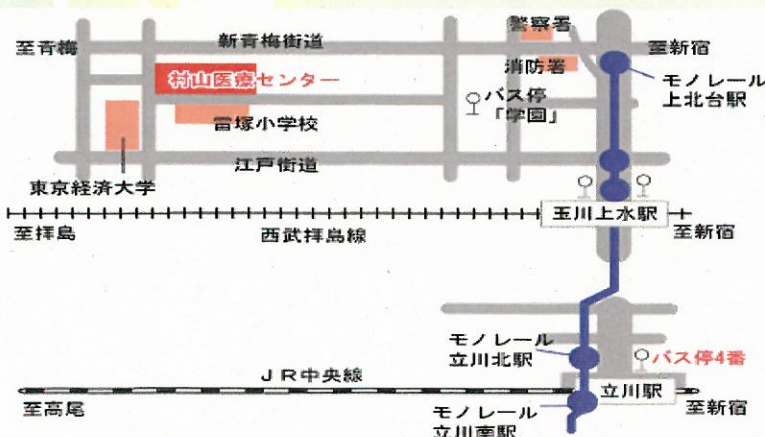 警察署
至青梅
新青梅街道
至新宿
消防署
モノレール
上北台駅
村山医療センター
バス停
「学園」
雷塚小学校
江戸街道
東京経済大学
玉川上水駅
至拝島
西武拝島線
至新宿
モノレール
立川北駅
バス停4番
JR中央線
立川駅
至高尾
至新宿
モノレール
立川南駅